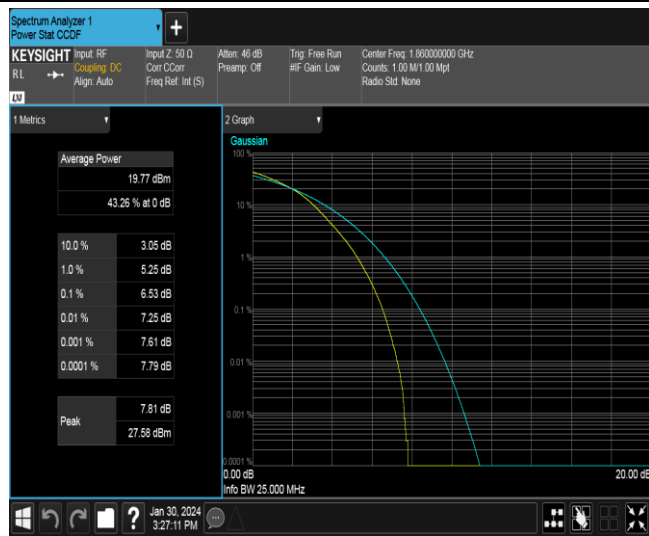 Spectrum Analyzer 1
Power Stat CCDF
+
KEYSIGHT
RL
Input: RF
Coupling: DC
Align: Auto
Input Z: 50 Ω
Corr CCorr
Freq Ref: Int (S)
Atten: 46 dB
Preamp: Off
Trig: Free Run
#IF Gain: Low
Center Freq: 1.860000000 GHz
Counts: 1.00 M/1.00 Mpt
Radio Std: None
1 Metrics
Average Power
19.77 dBm
43.26 % at 0 dB
10.0 % 3.05 dB
1.0 % 5.25 dB
0.1 % 6.53 dB
0.01 % 7.25 dB
0.001 % 7.61 dB
0.0001 % 7.79 dB
Peak
7.81 dB
27.58 dBm
2 Graph
Gaussian
100 %
10 %
1 %
0.1 %
0.01 %
0.001 %
0.0001 %
0.00 dB
20.00 dB
Info BW 25.000 MHz
?
Jan 30, 2024
3:27:11 PM